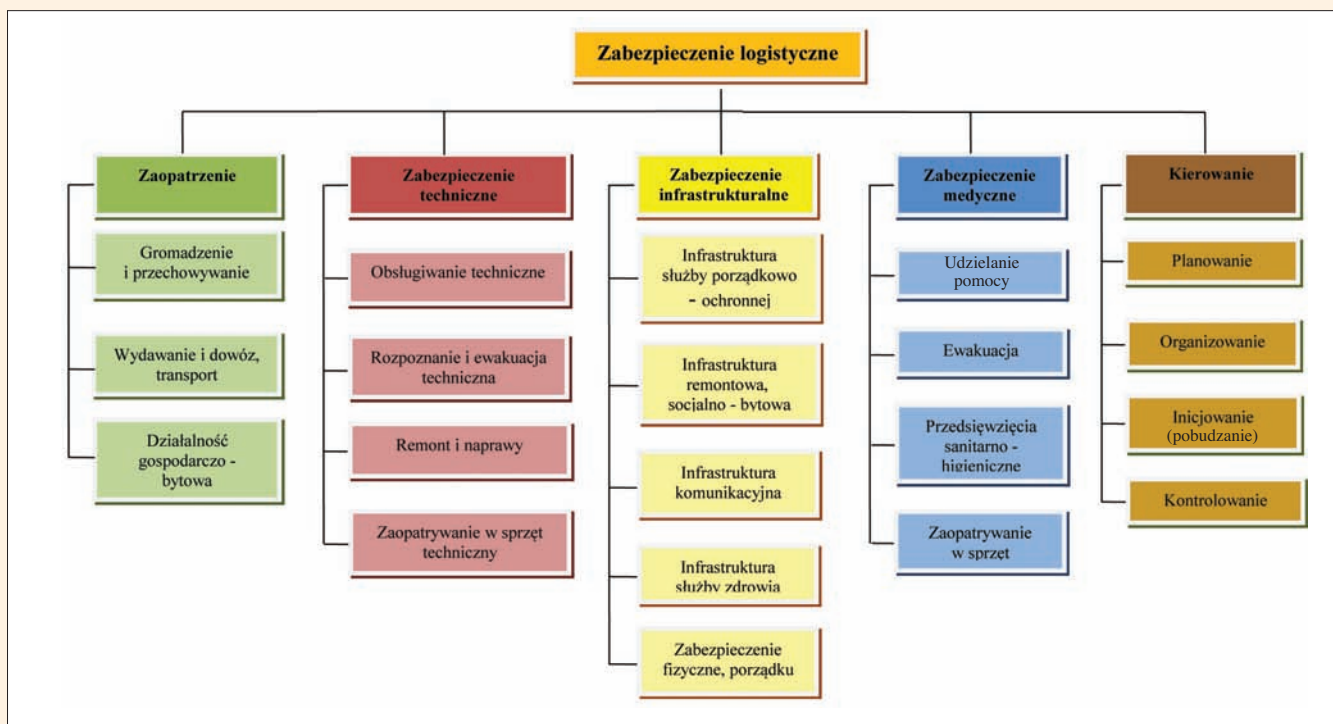 Zabezpieczenie logistyczne
Zaopatrzenie
Gromadzenie
i przechowywanie
Wydawanie i dowóz,
transport
Działalność
gospodarczo -
bytowa
Zabezpieczenie
techniczne
Obsługiwanie techniczne
Rozpoznanie i ewakuacja
techniczna
Remont i naprawy
Zaopatrywanie w sprzęt
techniczny
Zabezpieczenie
infrastrukturalne
Infrastruktura
służby porządkowo
- ochronnej
Infrastruktura
remontowa,
socjalno - bytowa
Infrastruktura
komunikacyjna
Infrastruktura
służby zdrowia
Zabezpieczenie
fizyczne, porządku
Zabezpieczenie
medyczne
Udzielanie
pomocy
Ewakuacja
Przedsięwzięcia
sanitarno -
higieniczne
Zaopatrywanie
w sprzęt
Kierowanie
Planowanie
Organizowanie
Inicjowanie
(pobudzanie)
Kontrolowanie